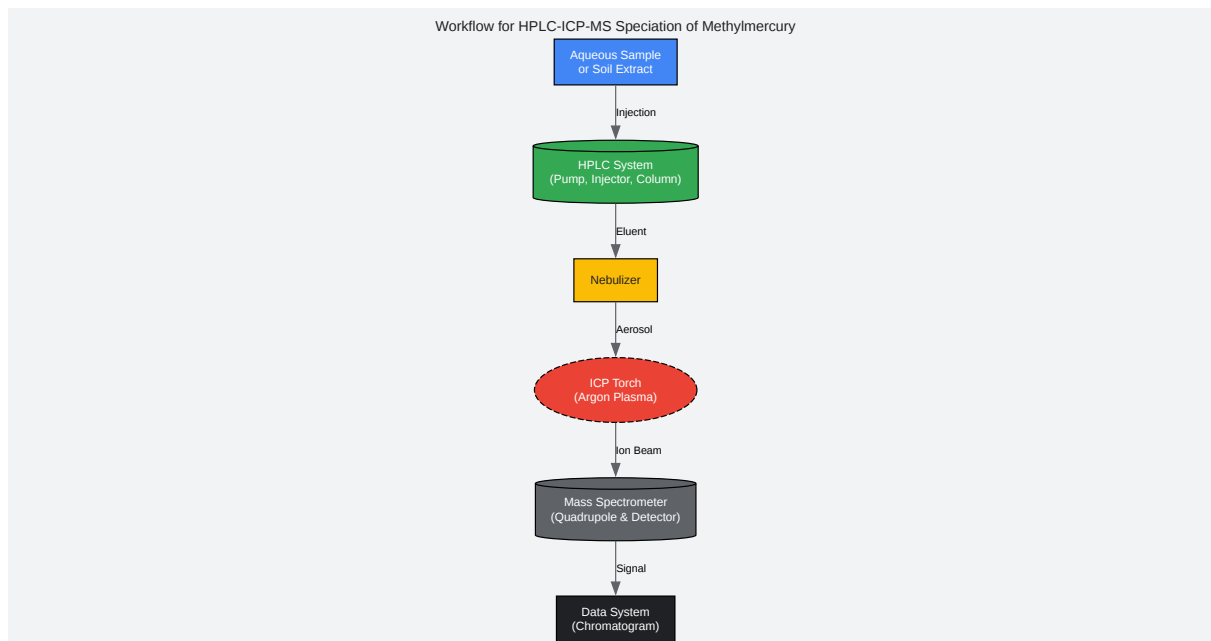 Workflow for HPLC-ICP-MS Speciation of Methylmercury
Aqueous Sample
or Soil Extract
Injection
HPLC System
(Pump, Injector, Column)
Eluent
Nebulizer
Aerosol
ICP Torch
(Argon Plasma)
Ion Beam
Mass Spectrometer
(Quadrupole & Detector)
Signal
Data System
(Chromatogram)